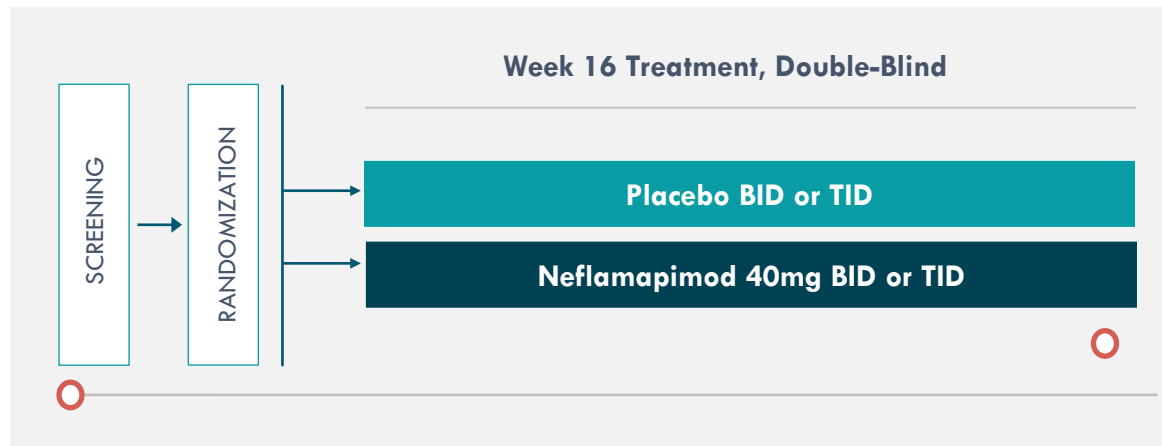 Week 16 Treatment, Double-Blind
SCREENING
RANDOMIZATION
Placebo BID or TID
Neflamapimod 40mg BID or TID